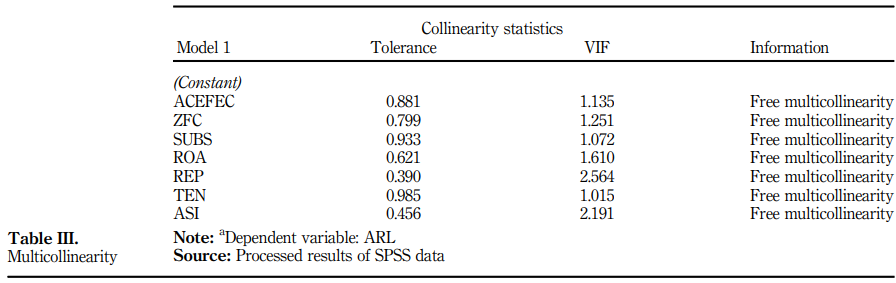 Collinearity statistics
Model 1 Tolerance VIF Information
(Constant)
ACEFEC 0.881 1.135 Free multicollinearity
ZFC 0.799 1.251 Free multicollinearity
SUBS 0.933 1.072 Free multicollinearity
ROA 0.621 1.610 Free multicollinearity
REP 0.390 2.564 Free multicollinearity
TEN 0.985 1.015 Free multicollinearity
ASI 0.456 2.191 Free multicollinearity
Note: ᵃDependent variable: ARL
Source: Processed results of SPSS data
Table III.
Multicollinearity